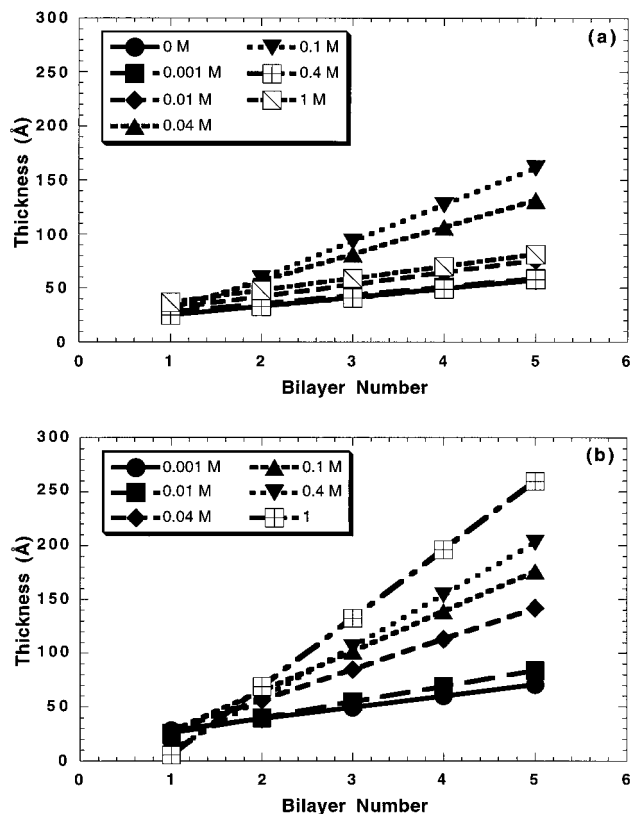 300
250
200
150
100
50
0
Thickness (Å)
(a)
0 M
0.001 M
0.01 M
0.04 M
0.1 M
0.4 M
1 M
0 1 2 3 4 5 6
Bilayer Number
300
250
200
150
100
50
0
Thickness (Å)
(b)
0.001 M
0.01 M
0.04 M
0.1 M
0.4 M
1
0 1 2 3 4 5 6
Bilayer Number